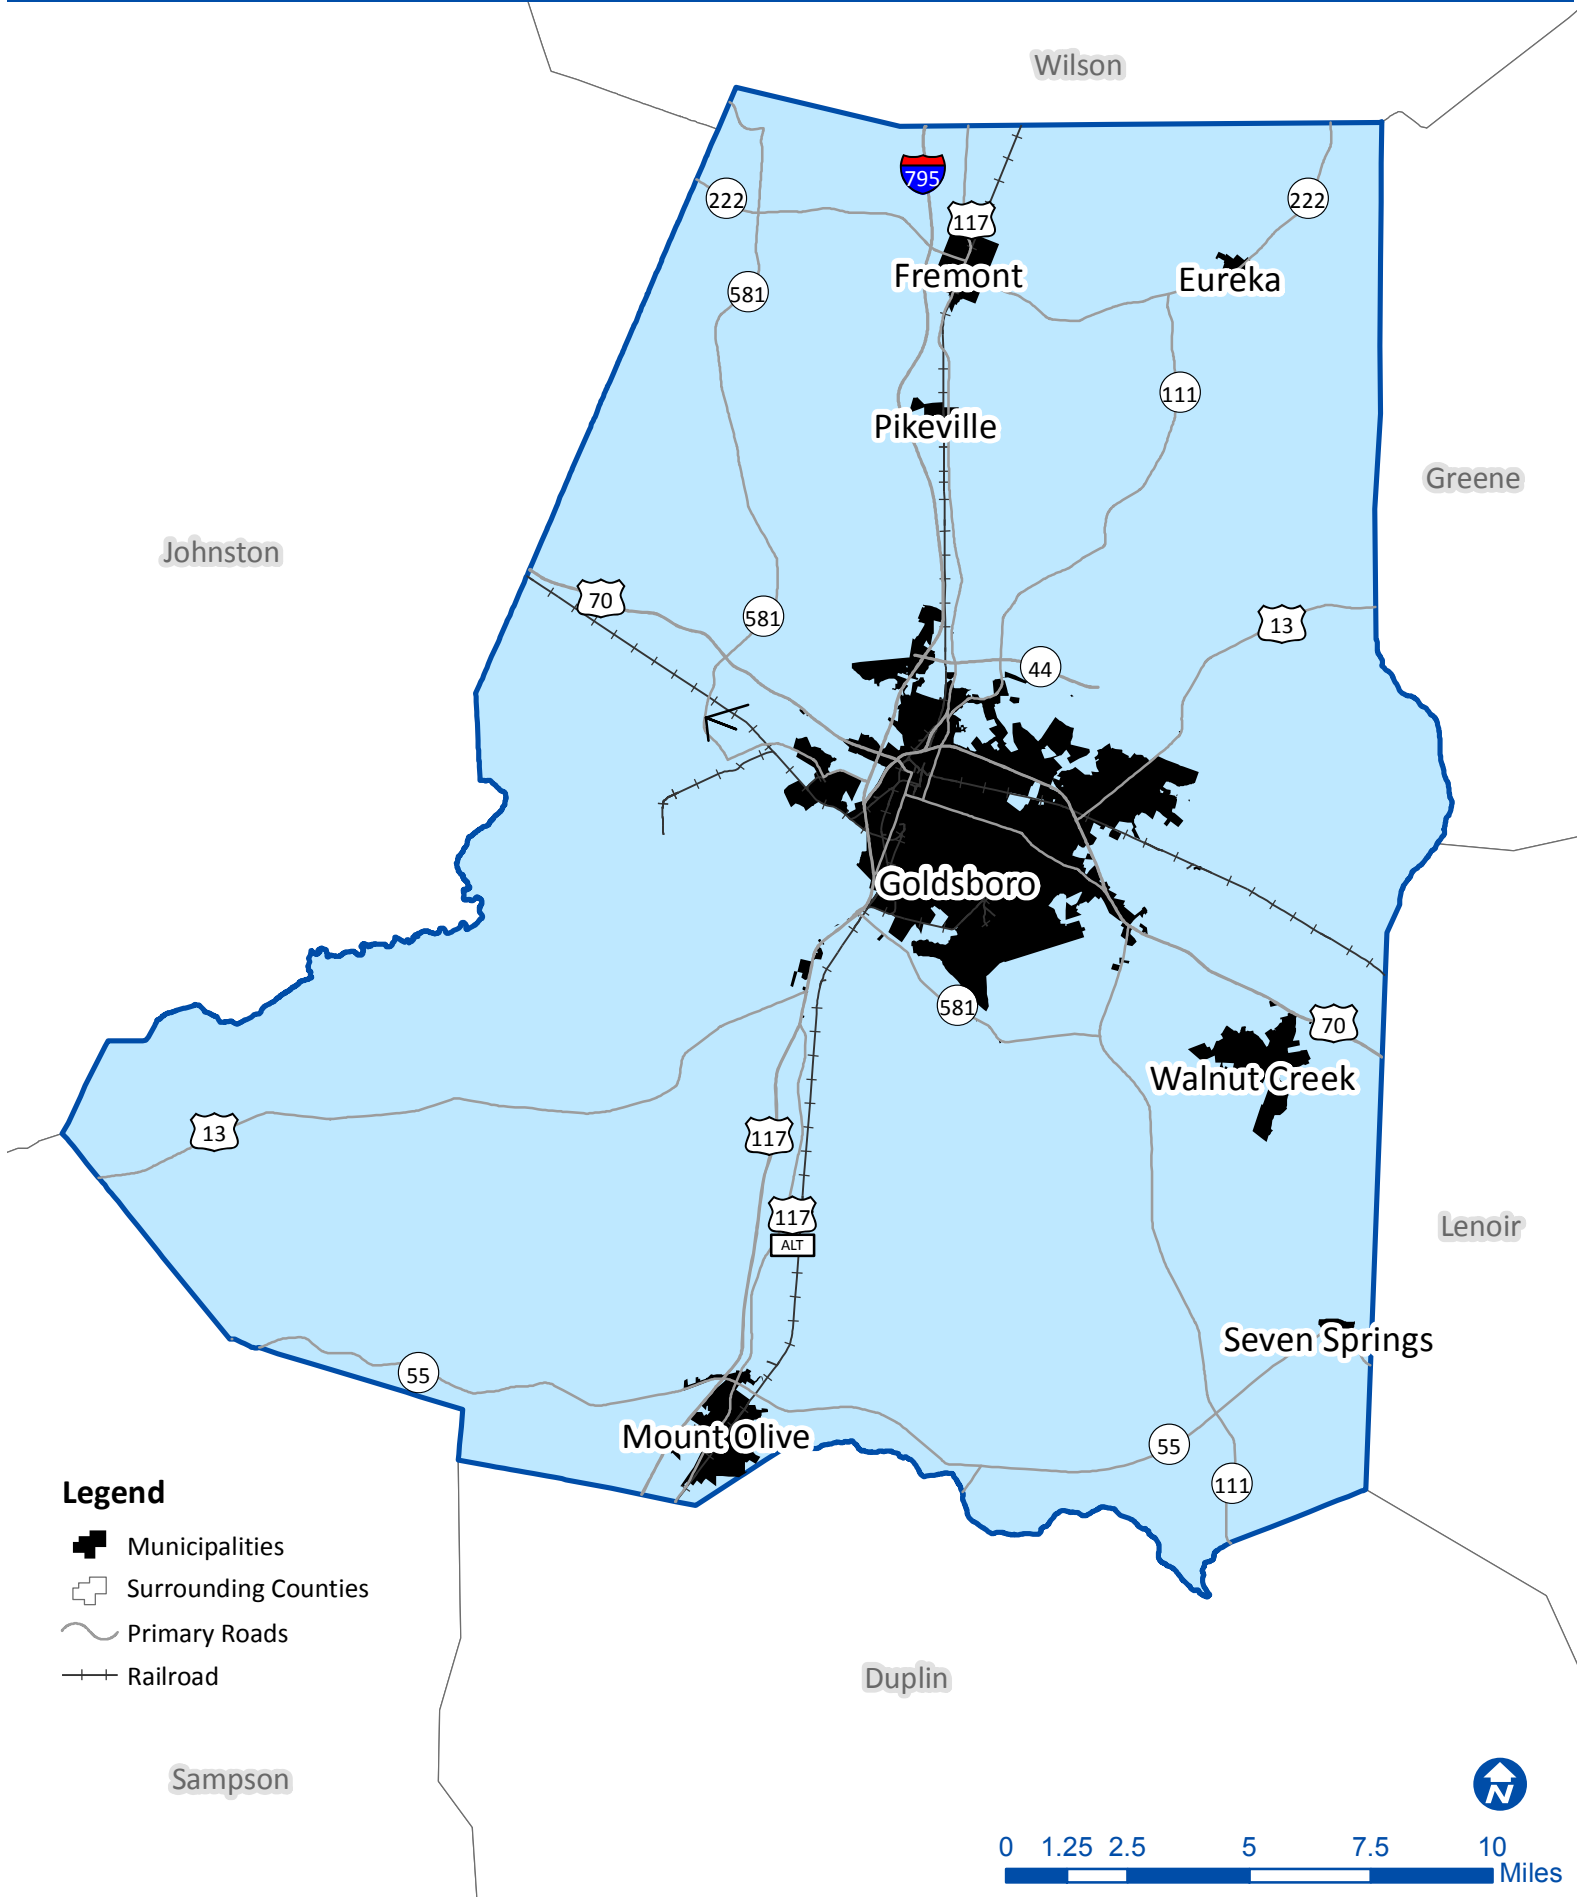 Wilson
795
222
222
117
Fremont
Eureka
581
111
Pikeville
Greene
Johnston
70
581
13
44
Goldsboro
581
70
Walnut Creek
13
117
117
ALT
Lenoir
Seven Springs
55
Mount Olive
55
111
Legend
Municipalities
Surrounding Counties
Primary Roads
Railroad
Duplin
Sampson
N
0 1.25 2.5 5 7.5 10
Miles